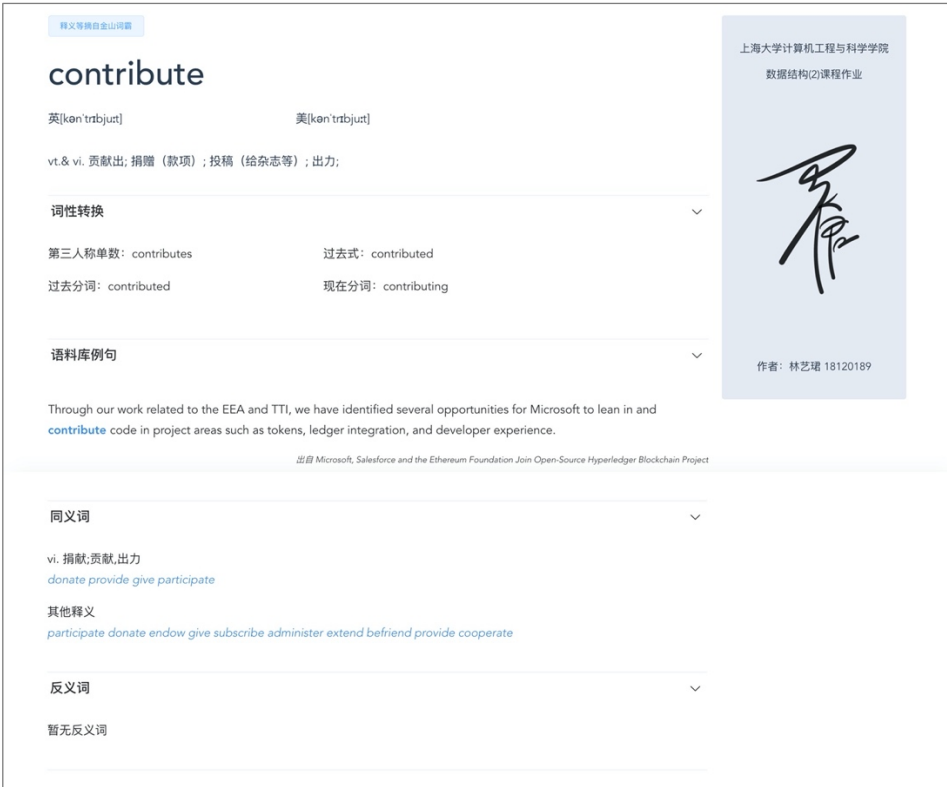 释义等摘自金山词霸
contribute
英[kən'trɪbjuːt] 美[kən'trɪbjuːt]
vt.& vi. 贡献出; 捐赠（款项）; 投稿（给杂志等）; 出力;
词性转换
第三人称单数：contributes 过去式：contributed
过去分词：contributed 现在分词：contributing
语料库例句
Through our work related to the EEA and TTI, we have identified several opportunities for Microsoft to lean in and
contribute code in project areas such as tokens, ledger integration, and developer experience.
出自 Microsoft, Salesforce and the Ethereum Foundation Join Open-Source Hyperledger Blockchain Project
同义词
vi. 捐献;贡献,出力
donate provide give participate
其他释义
participate donate endow give subscribe administer extend befriend provide cooperate
反义词
暂无反义词
上海大学计算机工程与科学学院
数据结构(2)课程作业
作者：林艺珺 18120189